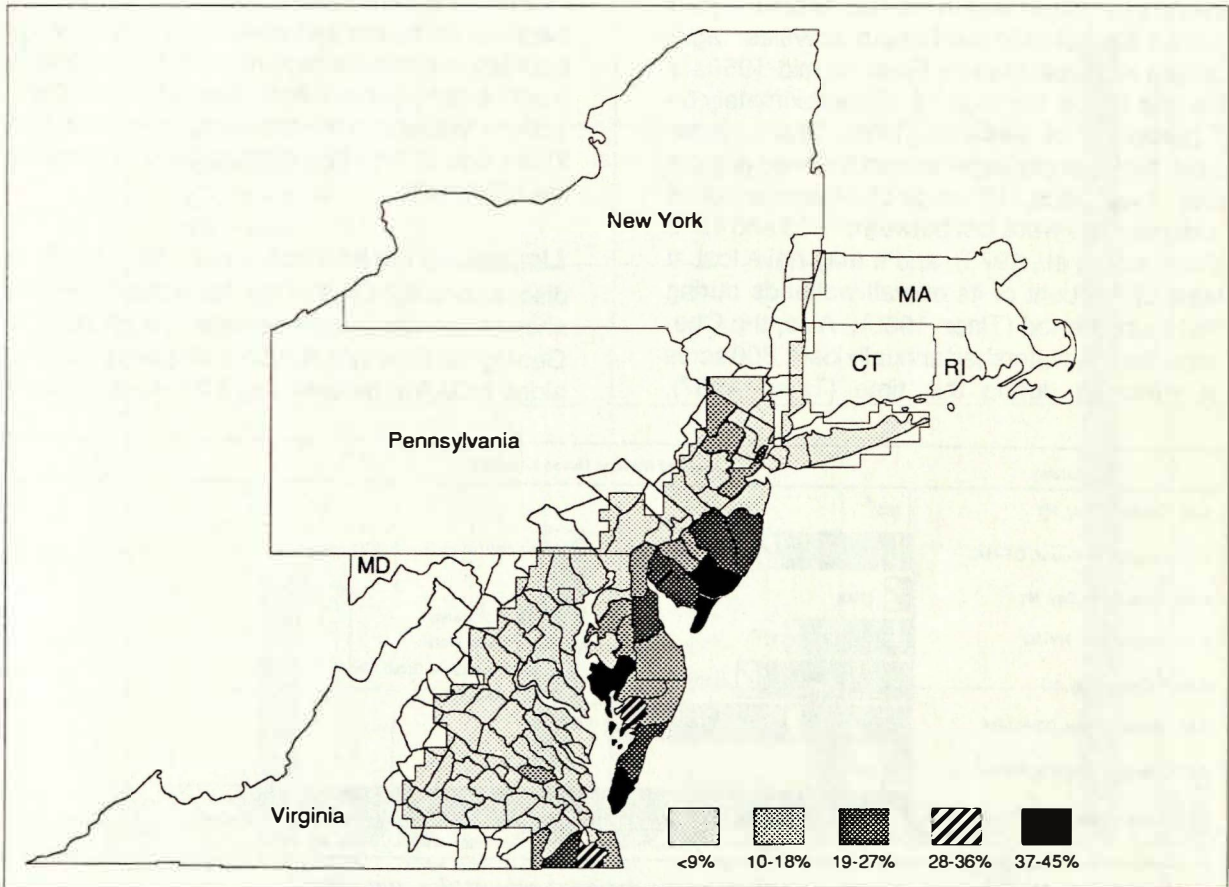 New York
MA
CT
RI
Pennsylvania
MD
Virginia
<9%
10-18%
19-27%
28-36%
37-45%